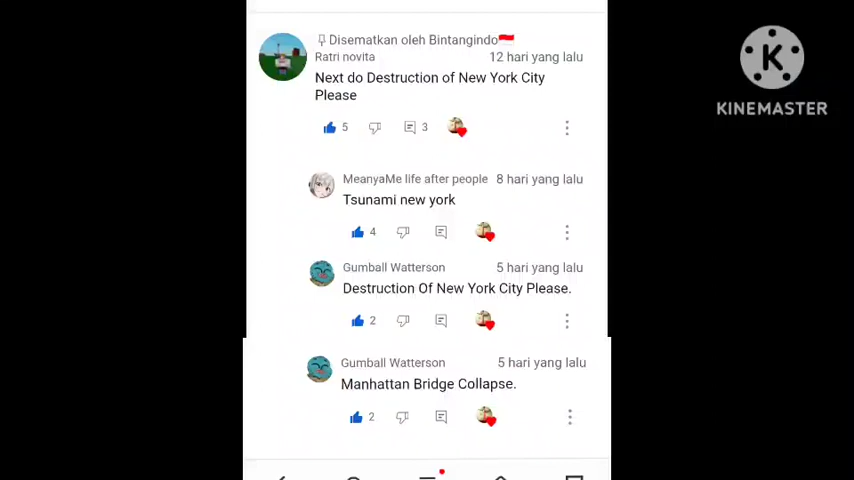 Disematkan oleh Bintangindo🇮🇩
Ratri novita 12 hari yang lalu
Next do Destruction of New York City
Please
5 3
MeanyaMe life after people 8 hari yang lalu
Tsunami new york
4
Gumball Watterson 5 hari yang lalu
Destruction Of New York City Please.
2
Gumball Watterson 5 hari yang lalu
Manhattan Bridge Collapse.
2
K
KINEMASTER